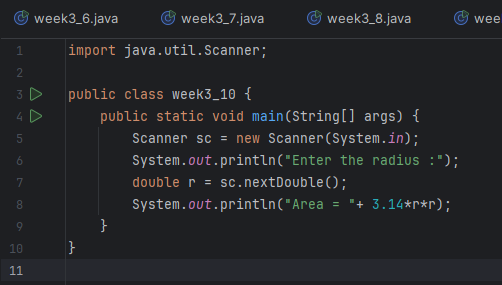 week3_6.java week3_7.java week3_8.java wee
1 import java.util.Scanner;
2
3 public class week3_10 {
4 public static void main(String[] args) {
5 Scanner sc = new Scanner(System.in);
6 System.out.println("Enter the radius :");
7 double r = sc.nextDouble();
8 System.out.println("Area = "+ 3.14*r*r);
9 }
10 }
11